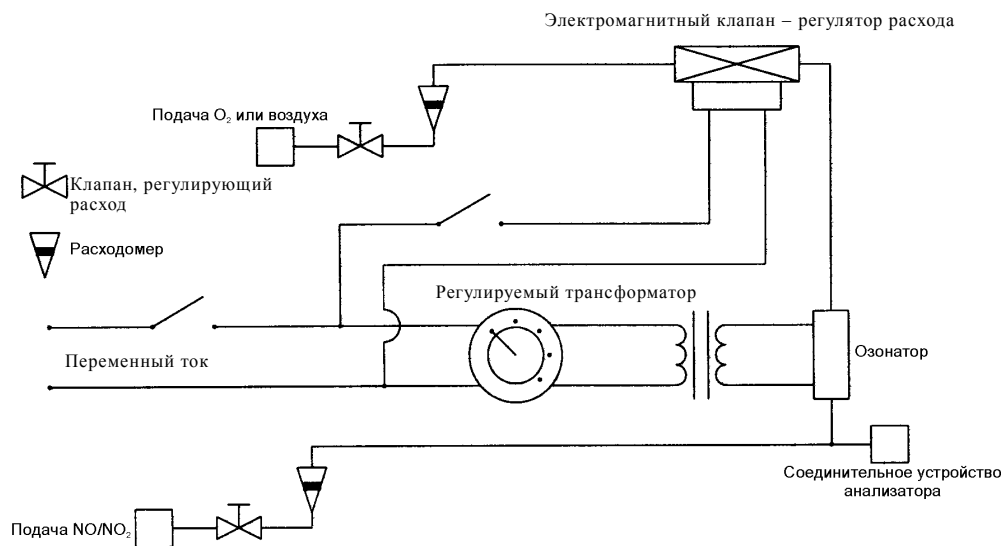 Электромагнитный клапан – регулятор расхода
Подача O₂ или воздуха
Клапан, регулирующий
расход
Расходомер
Регулируемый трансформатор
Переменный ток
Озонатор
Соединительное устройство
анализатора
Подача NO/NO₂